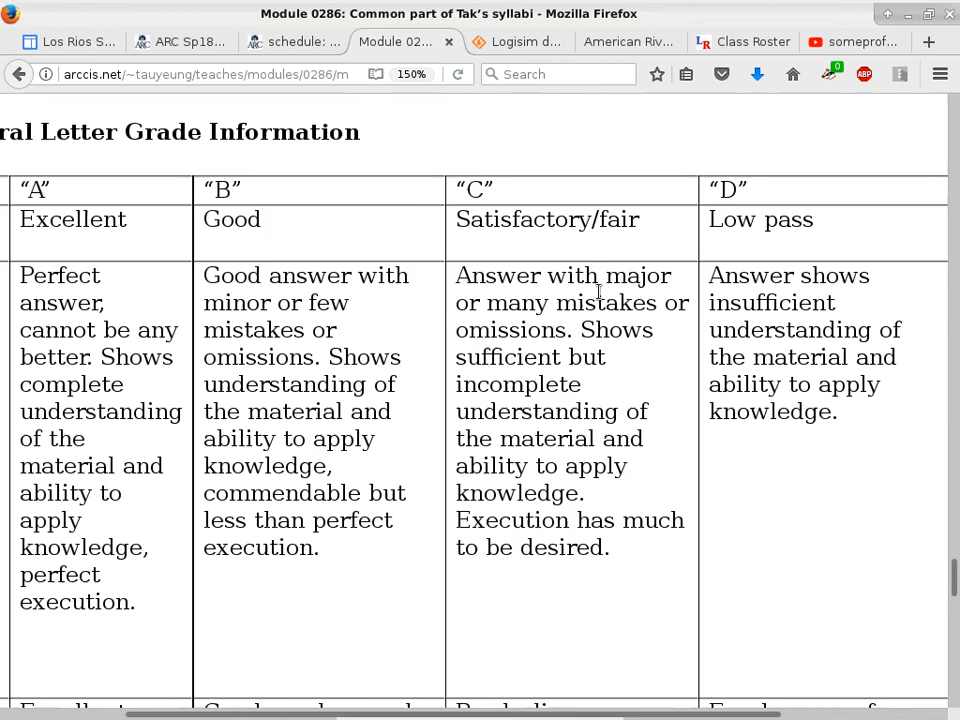 Module 0286: Common part of Tak's syllabi - Mozilla Firefox
Los Rios S...
ARC Sp18...
schedule: ...
Module 02...
Logisim d...
American Riv...
Class Roster
someprof...
arccis.net/~tauyeung/teaches/modules/0286/m
150%
Search
0
ABP
ral Letter Grade Information
“A”
“B”
“C”
“D”
Excellent
Good
Satisfactory/fair
Low pass
Perfect
answer,
cannot be any
better. Shows
complete
understanding
of the
material and
ability to
apply
knowledge,
perfect
execution.
Good answer with
minor or few
mistakes or
omissions. Shows
understanding of
the material and
ability to apply
knowledge,
commendable but
less than perfect
execution.
Answer with major
or many mistakes or
omissions. Shows
sufficient but
incomplete
understanding of
the material and
ability to apply
knowledge.
Execution has much
to be desired.
Answer shows
insufficient
understanding of
the material and
ability to apply
knowledge.